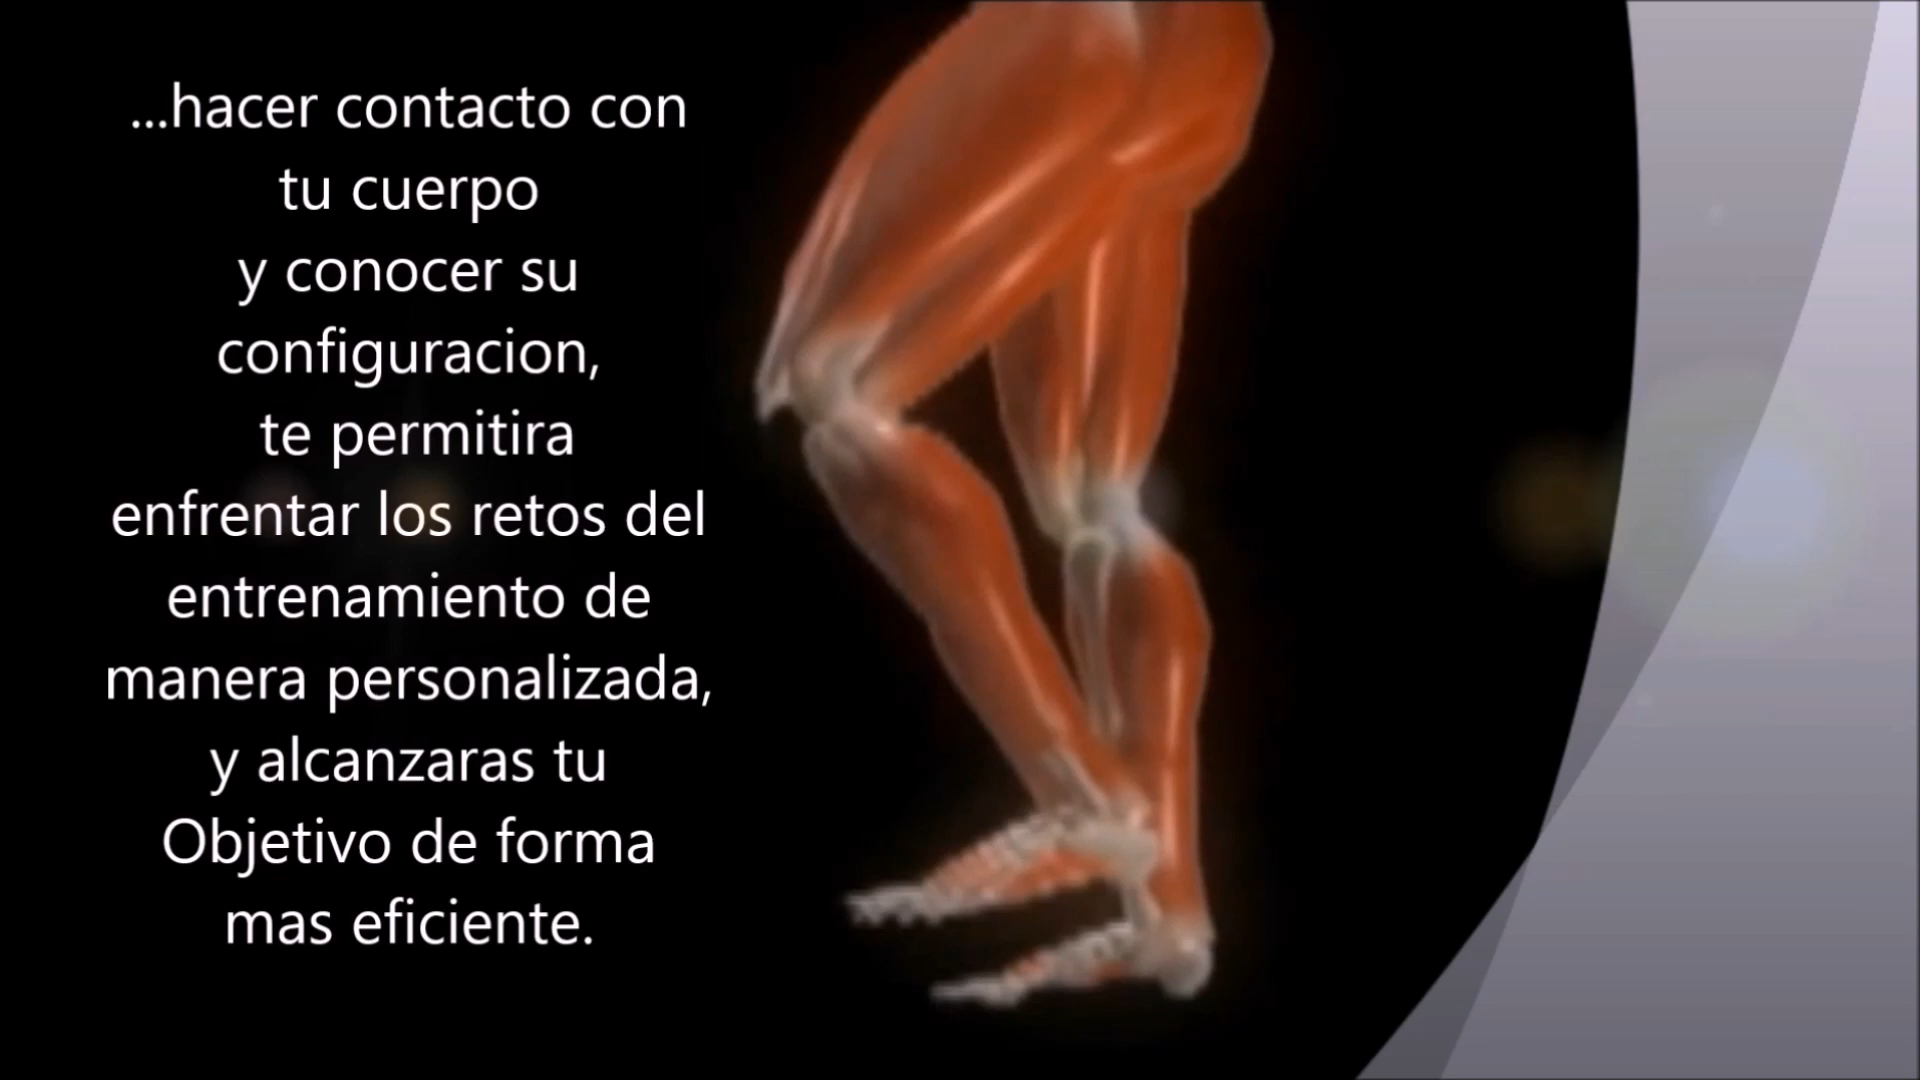 ...hacer contacto con
tu cuerpo
y conocer su
configuracion,
te permitira
enfrentar los retos del
entrenamiento de
manera personalizada,
y alcanzaras tu
Objetivo de forma
mas eficiente.